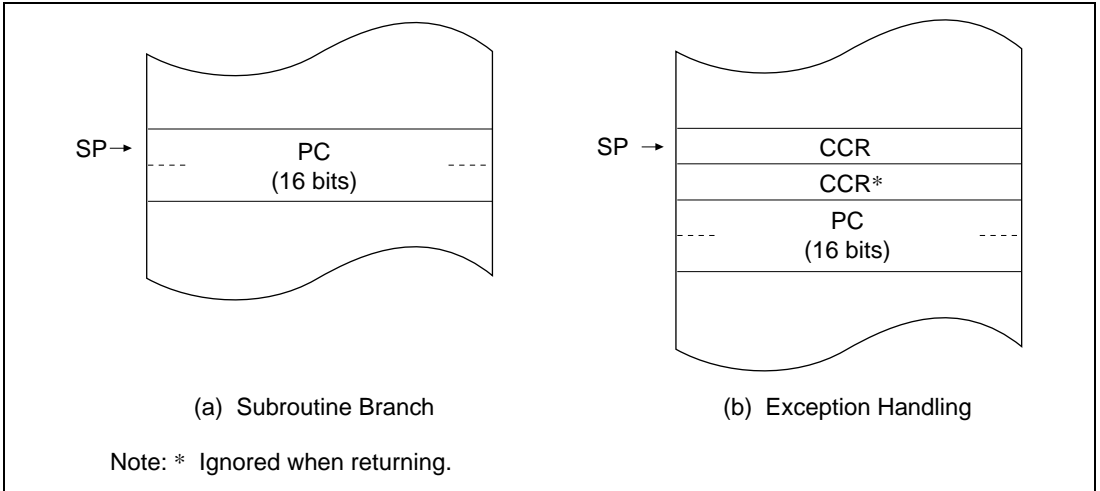 SP→
PC
(16 bits)
(a) Subroutine Branch
SP →
CCR
CCR*
PC
(16 bits)
(b) Exception Handling
Note: * Ignored when returning.